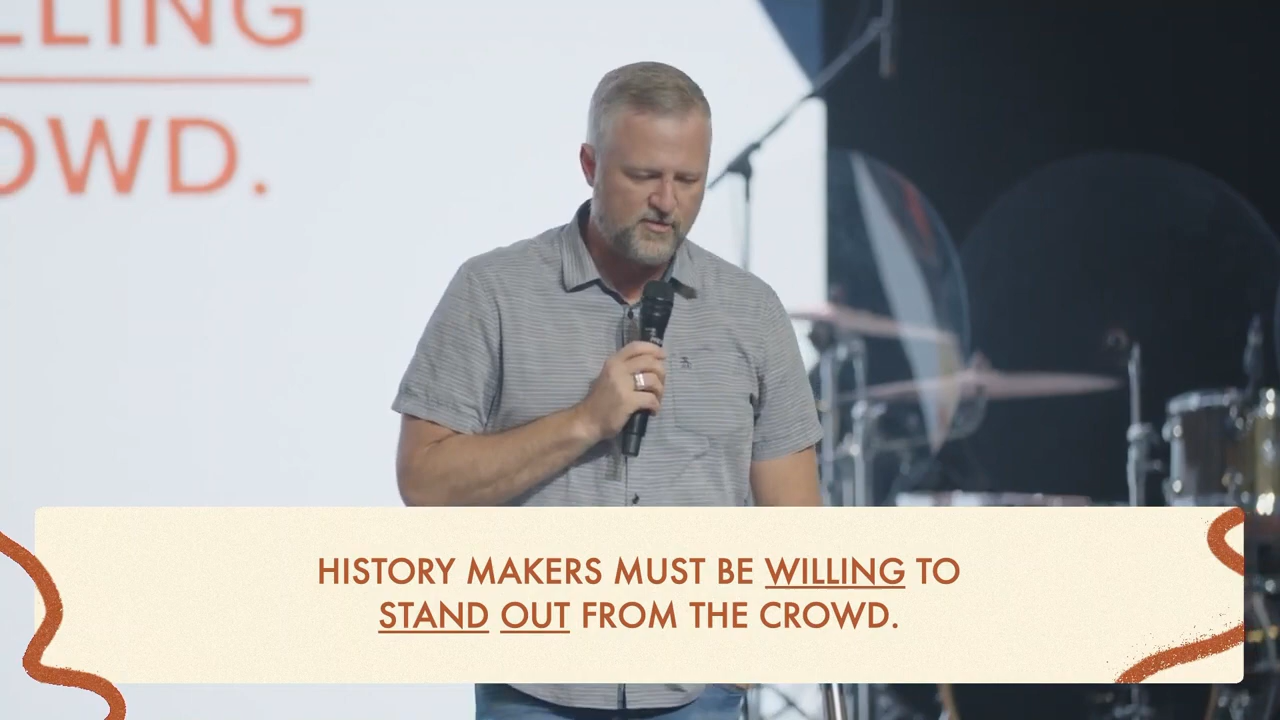 LLING
OWD.
HISTORY MAKERS MUST BE WILLING TO
STAND OUT FROM THE CROWD.